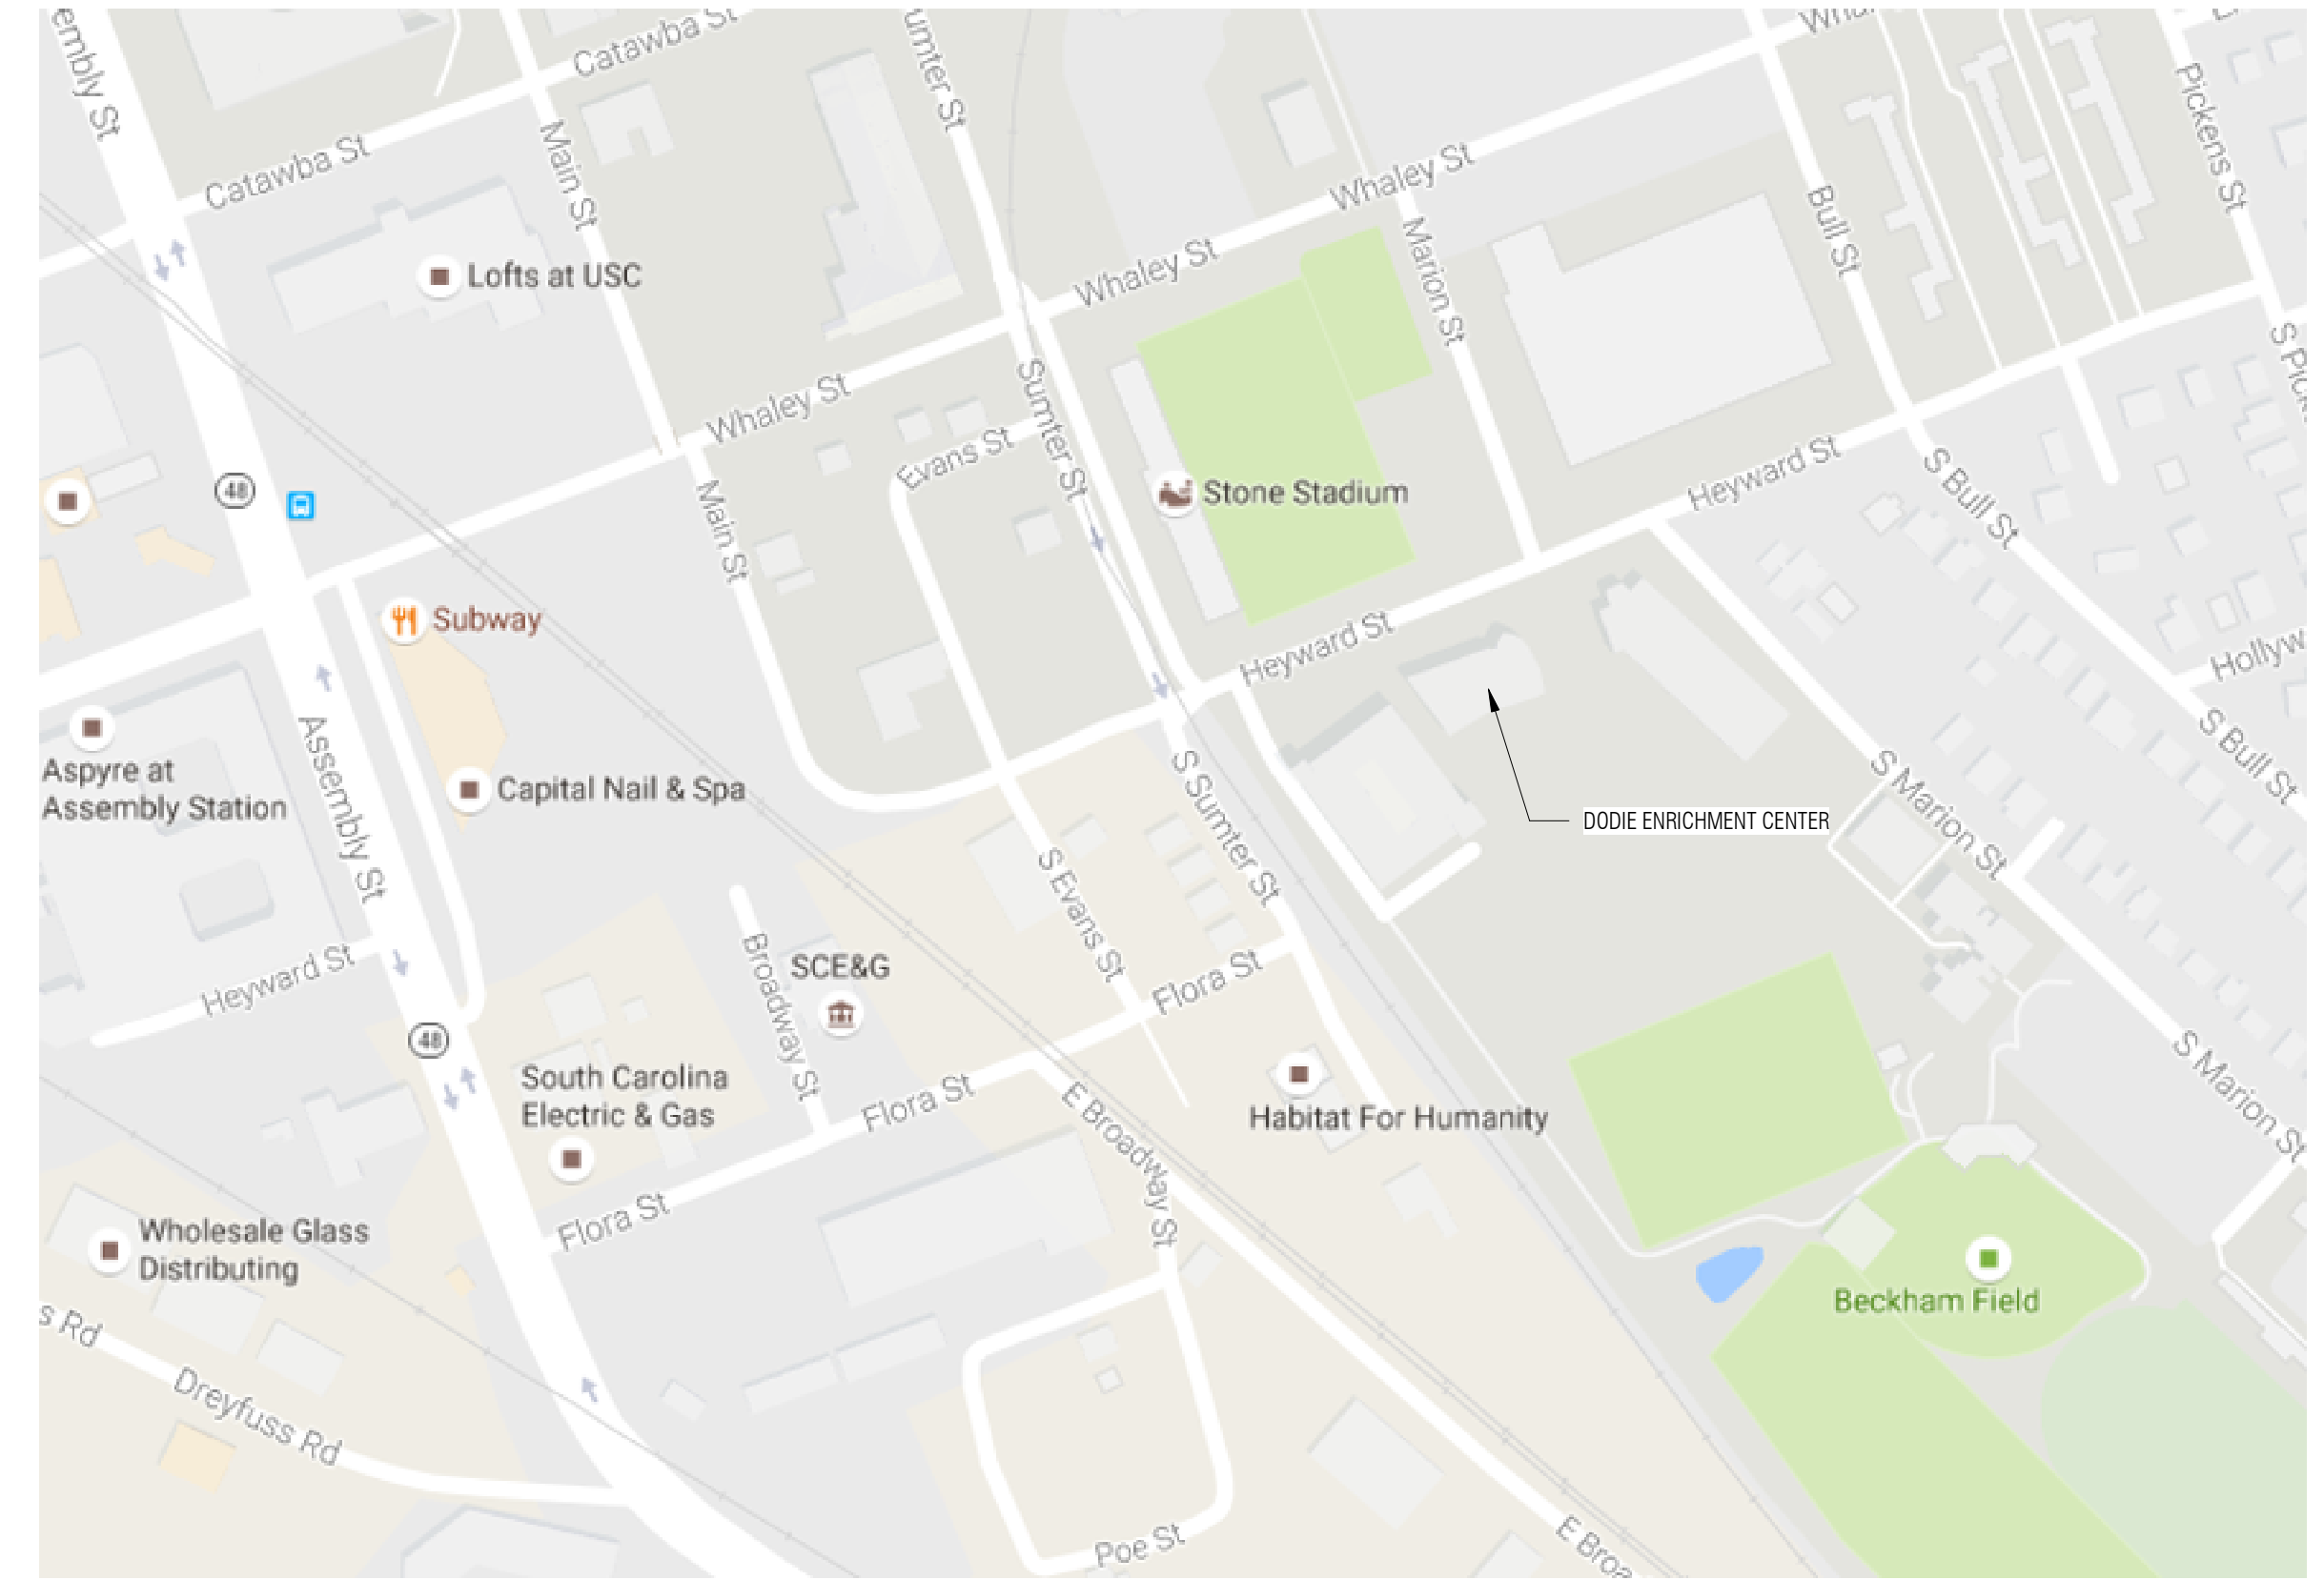 embly St
Catawba St
umter St
Wha
Pickens St
Catawba St
Main St
Whaley St
Bull St
Lofts at USC
Whaley St
Marion St
S Pick
Whaley St
Sumter St
Evans St
Heyward St
S Bull St
48
Stone Stadium
Main St
Subway
Heyward St
Hollyw
Aspyre at
Assembly Station
Assembly St
Capital Nail & Spa
S Sumter St
DODIE ENRICHMENT CENTER
S Marion St
S Bull St
S Evans St
Heyward St
Broadway St
SCE&G
Flora St
48
South Carolina
Electric & Gas
Flora St
E Broadway St
Habitat For Humanity
S Marion St
Flora St
Wholesale Glass
Distributing
Beckham Field
s Rd
Dreyfuss Rd
Poe St
E Broa